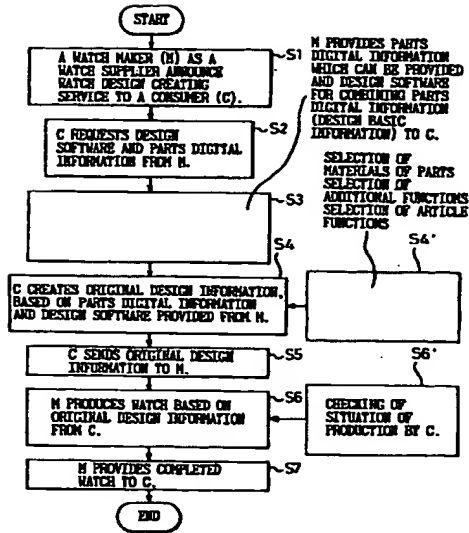 START
S1
A WATCH MAKER (M) AS A
WATCH SUPPLIER ANNOUNCE
WATCH DESIGN CREATING
SERVICE TO A CONSUMER (C).
M PROVIDES PARTS
DIGITAL INFORMATION
WHICH CAN BE PROVIDED
AND DESIGN SOFTWARE
FOR COMBINING PARTS
DIGITAL INFORMATION
(DESIGN BASIC
INFORMATION) TO C.
S2
C REQUESTS DESIGN
SOFTWARE AND PARTS DIGITAL
INFORMATION FROM M.
S3
SELECTION OF
MATERIALS OF PARTS
SELECTION OF
ADDITIONAL FUNCTIONS
SELECTION OF ARTICLE
FUNCTIONS
S4
S4'
C CREATES ORIGINAL DESIGN INFORMATION,
BASED ON PARTS DIGITAL INFORMATION
AND DESIGN SOFTWARE PROVIDED FROM M.
S5
C SENDS ORIGINAL DESIGN
INFORMATION TO M.
S6
M PRODUCES WATCH BASED ON
ORIGINAL DESIGN INFORMATION
FROM C.
S6'
CHECKING OF
SITUATION OF
PRODUCTION BY C.
S7
M PROVIDES COMPLETED
WATCH TO C.
END